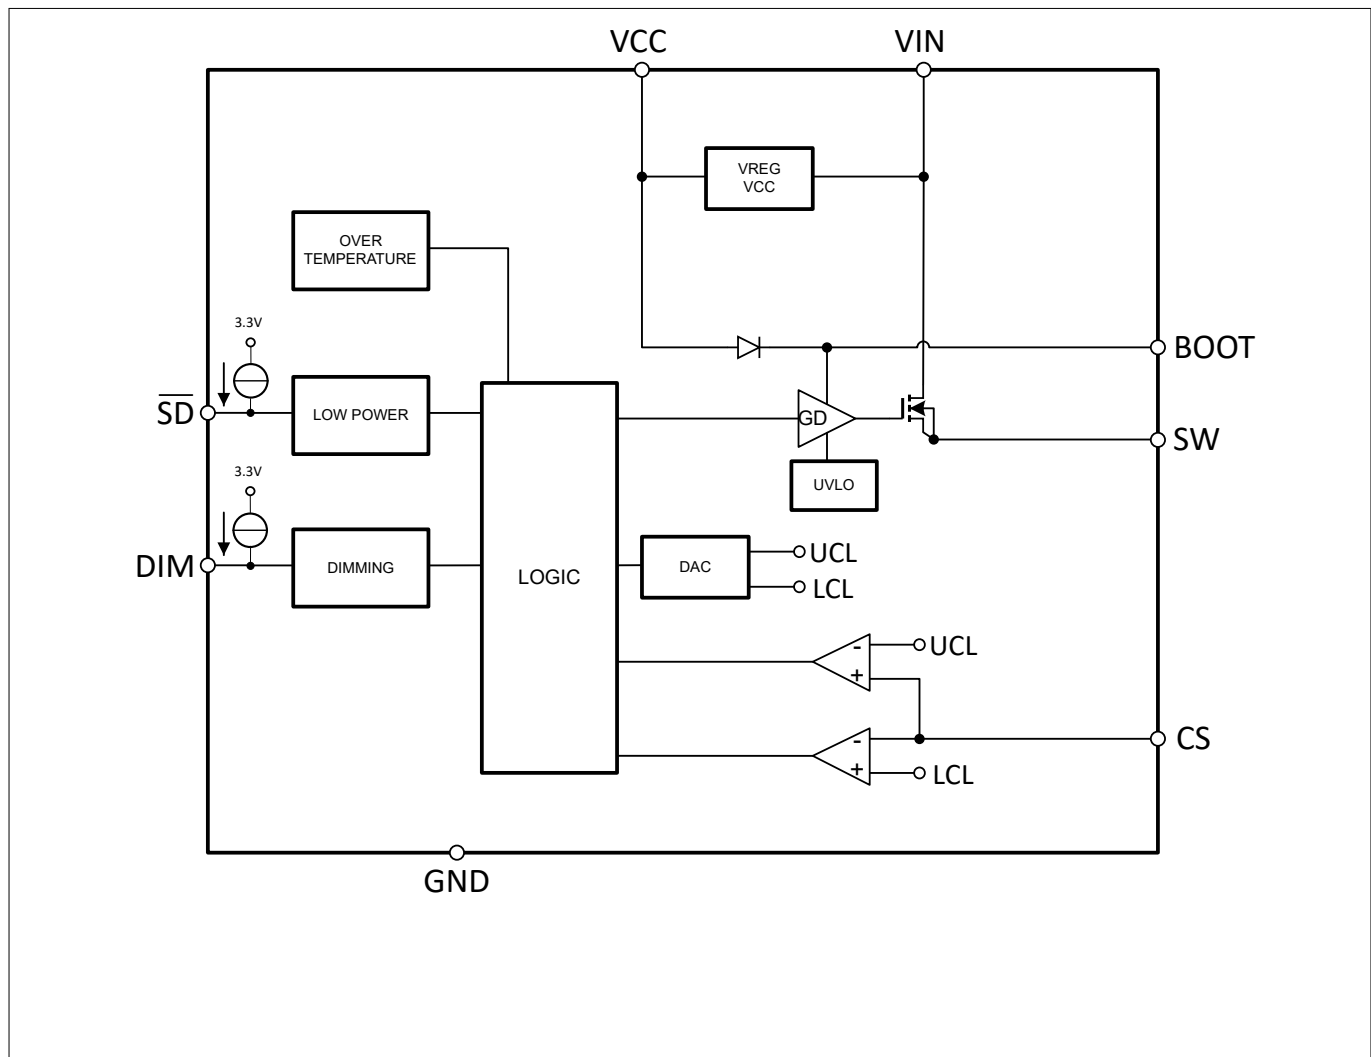 VCC
VIN
VREG
VCC
OVER
TEMPERATURE
3.3V
BOOT
SD
LOW POWER
GD
SW
3.3V
UVLO
DIM
DIMMING
LOGIC
DAC
UCL
LCL
-
UCL
+
-
CS
+
LCL
GND